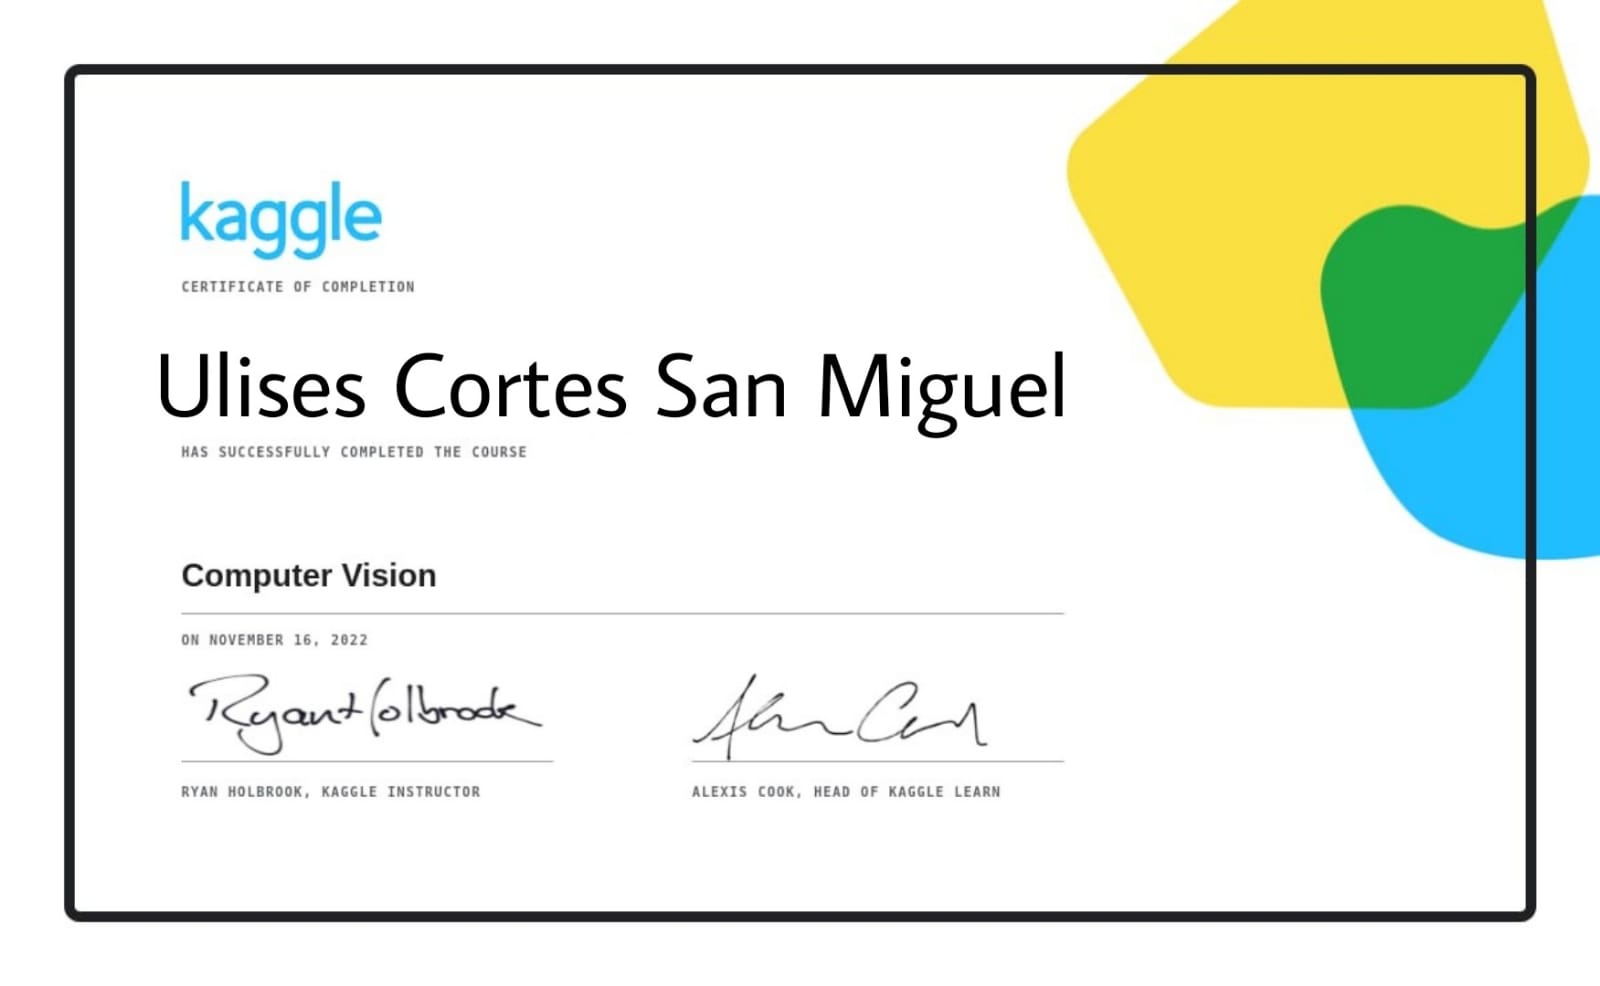 kaggle
CERTIFICATE OF COMPLETION
Ulises Cortes San Miguel
HAS SUCCESSFULLY COMPLETED THE COURSE
Computer Vision
ON NOVEMBER 16, 2022
Ryan Holbrook
Alexis Cook
RYAN HOLBROOK, KAGGLE INSTRUCTOR
ALEXIS COOK, HEAD OF KAGGLE LEARN